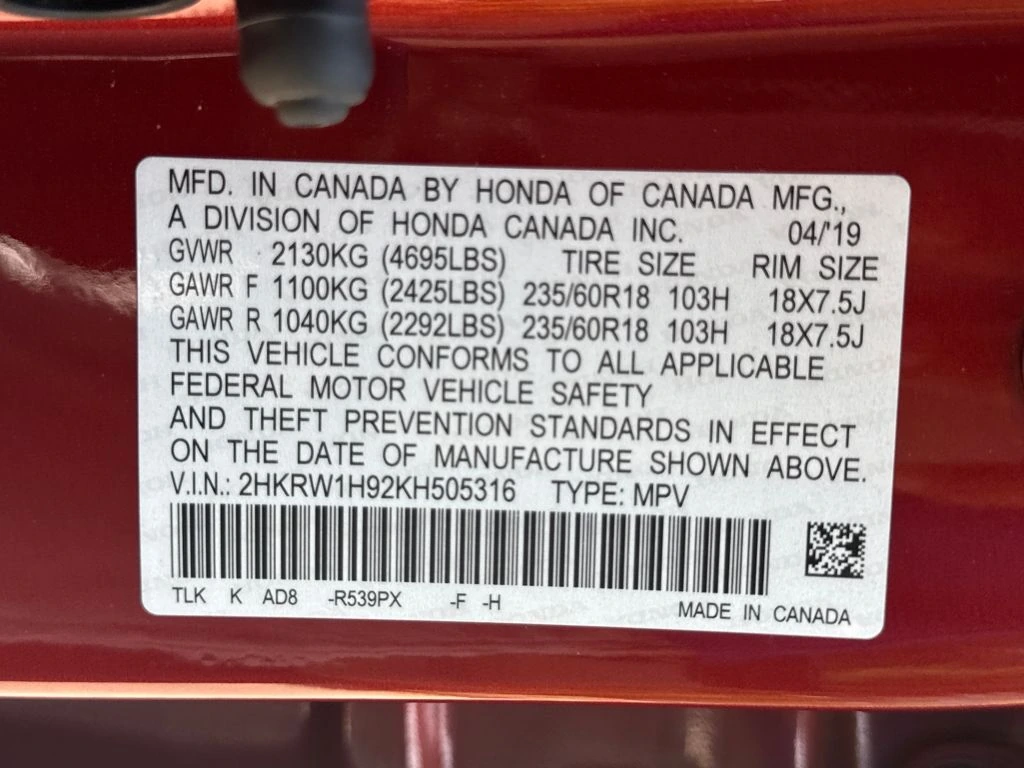 MFD. IN CANADA BY HONDA OF CANADA MFG.,
A DIVISION OF HONDA CANADA INC. 04/'19
GVWR 2130KG (4695LBS) TIRE SIZE RIM SIZE
GAWR F 1100KG (2425LBS) 235/60R18 103H 18X7.5J
GAWR R 1040KG (2292LBS) 235/60R18 103H 18X7.5J
THIS VEHICLE CONFORMS TO ALL APPLICABLE
FEDERAL MOTOR VEHICLE SAFETY
AND THEFT PREVENTION STANDARDS IN EFFECT
ON THE DATE OF MANUFACTURE SHOWN ABOVE.
V.I.N.: 2HKRW1H92KH505316 TYPE: MPV
TLK K AD8 -R539PX -F -H
MADE IN CANADA